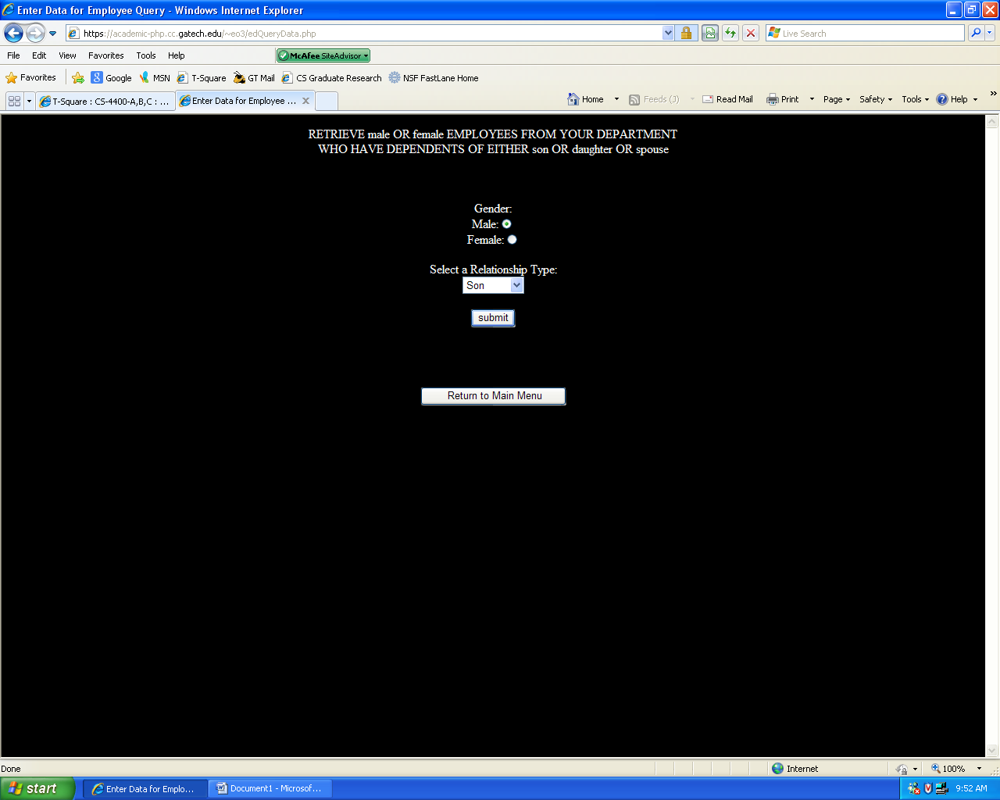 Enter Data for Employee Query - Windows Internet Explorer
https://academic-php.cc.gatech.edu/~eo3/edQueryData.php
Live Search
File Edit View Favorites Tools Help
McAfee SiteAdvisor
Favorites Google MSN T-Square GT Mail CS Graduate Research NSF FastLane Home
T-Square : CS-4400-A,B,C : ...
Enter Data for Employee ...
Home Feeds (J) Read Mail Print Page Safety Tools Help
RETRIEVE male OR female EMPLOYEES FROM YOUR DEPARTMENT
WHO HAVE DEPENDENTS OF EITHER son OR daughter OR spouse
Gender:
Male:
Female:
Select a Relationship Type:
Son
submit
Return to Main Menu
Done
Internet
100%
start
Enter Data for Emplo...
Document1 - Microsof...
9:52 AM